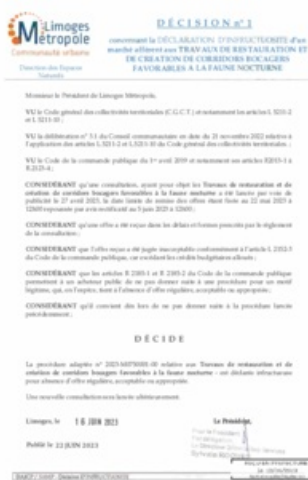 Limoges
Métropole
Communauté urbaine
Direction des Espaces
Naturels
DÉCISION n° 1
concernant la DÉCLARATION D'INFRUCTUOSITE d'un
marché afférent aux TRAVAUX DE RESTAURATION ET
DE CREATION DE CORRIDORS BOCAGERS
FAVORABLES A LA FAUNE NOCTURNE
Monsieur le Président de Limoges Métropole,
VU le Code général des collectivités territoriales (C.G.C.T.) et notamment les articles L 5211-2
et L 5211-10 ;
VU la délibération n° 5.1 du Conseil communautaire en date du 21 novembre 2022 relative à
l'application des articles L 5211-2 et L 5211-10 du Code général des collectivités territoriales ;
VU le Code de la commande publique du 1er avril 2019 et notamment ses articles R2113-1 à
R.2123-4 ;
CONSIDÉRANT qu'une consultation, ayant pour objet les Travaux de restauration et de
création de corridors bocagers favorables à la faune nocturne a été lancée par voie de
publicité le 27 avril 2023, la date limite de remise des offres étant fixée au 22 mai 2023 à
12h00 repoussée par avis rectificatif au 5 juin 2023 à 12h00 ;
CONSIDÉRANT qu'une offre a été reçue dans les délais et formes prescrits par le règlement
de la consultation ;
CONSIDÉRANT que l'offre reçue a été jugée inacceptable conformément à l'article L 2152-3
du Code de la commande publique, car excédant les crédits budgétaires alloués ;
CONSIDÉRANT que les articles R 2185-1 et R 2185-2 du Code de la commande publique
permettent à un acheteur public de ne pas donner suite à une procédure pour un motif
légitime, qui, en l'espèce, tient à l'absence d'offre régulière, acceptable ou appropriée ;
CONSIDÉRANT qu'il convient dès lors de ne pas donner suite à la procédure lancée
précédemment ;
DÉCIDE
La procédure adaptée relative aux Travaux de restauration et de
création de corridors bocagers favorables à la faune nocturne - est déclarée infructueuse
pour absence d'offre régulière, acceptable ou appropriée.
Une nouvelle consultation sera lancée ultérieurement.
Limoges, le 16 JUIN 2023
Le Président,
Pour le Président
Publié le 22 JUIN 2023